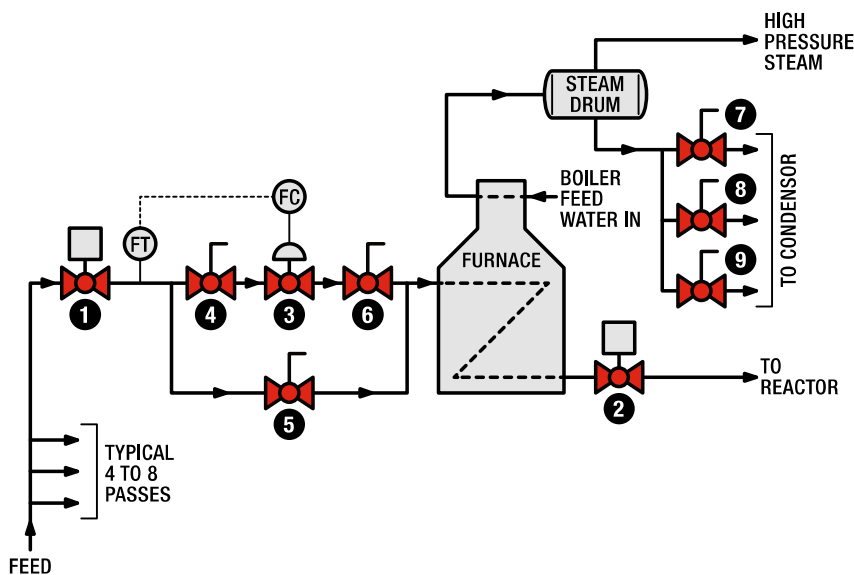 HIGH
PRESSURE
STEAM
STEAM
DRUM
7
BOILER
FEED
WATER IN
8
TO CONDENSOR
FC
FT
FURNACE
9
1
4
3
6
TO
REACTOR
2
5
TYPICAL
4 TO 8
PASSES
FEED